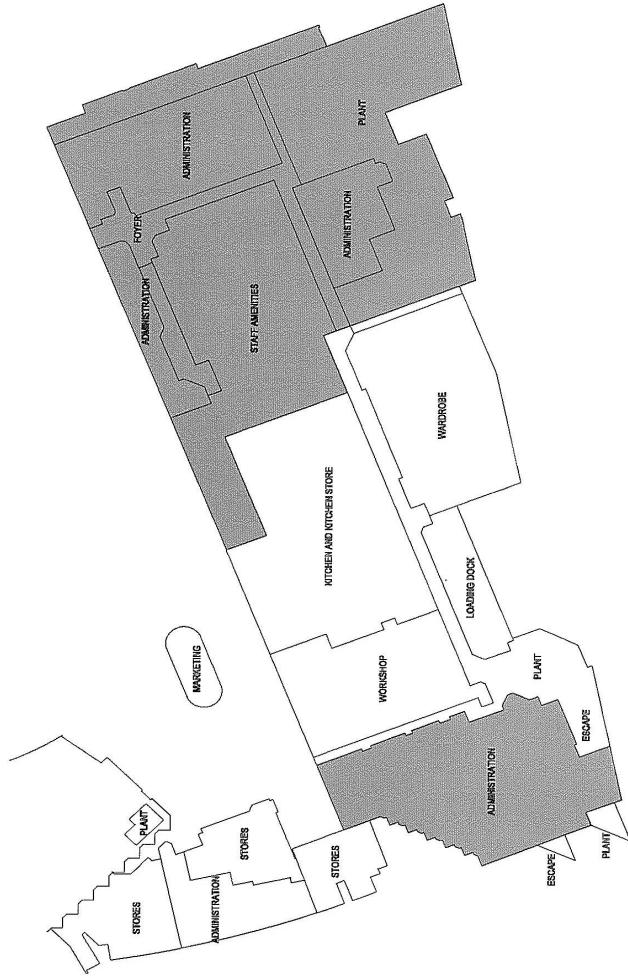 ADMINISTRATION
PLANT
FOYER
ADMINISTRATION
ADMINISTRATION
STAFF AMENITIES
WARDROBE
KITCHEN AND KITCHEN STORE
LOADING DOCK
MARKETING
WORKSHOP
PLANT
ESCAPE
ADMINISTRATION
PLANT
STORES
STORES
ADMINISTRATION
STORES
ESCAPE
PLANT